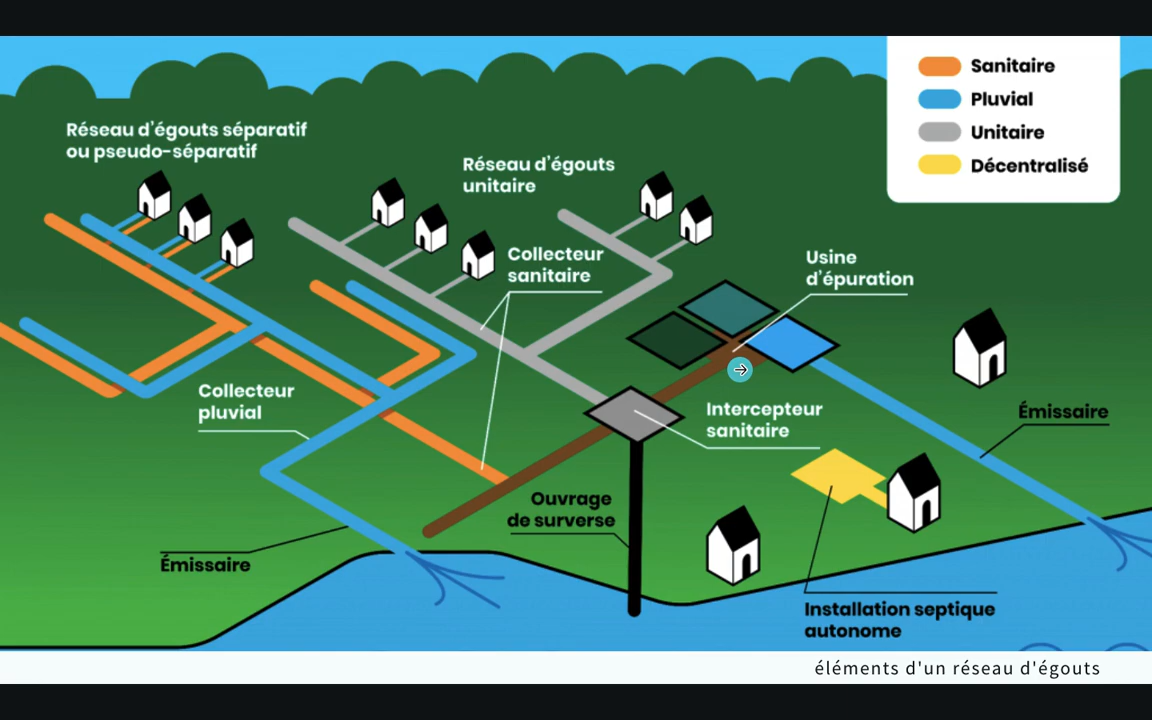 Sanitaire
Pluvial
Unitaire
Décentralisé
Réseau d'égouts séparatif
ou pseudo-séparatif
Réseau d'égouts
unitaire
Collecteur
sanitaire
Usine
d'épuration
Collecteur
pluvial
Intercepteur
sanitaire
Émissaire
Ouvrage
de surverse
Émissaire
Installation septique
autonome
éléments d'un réseau d'égouts